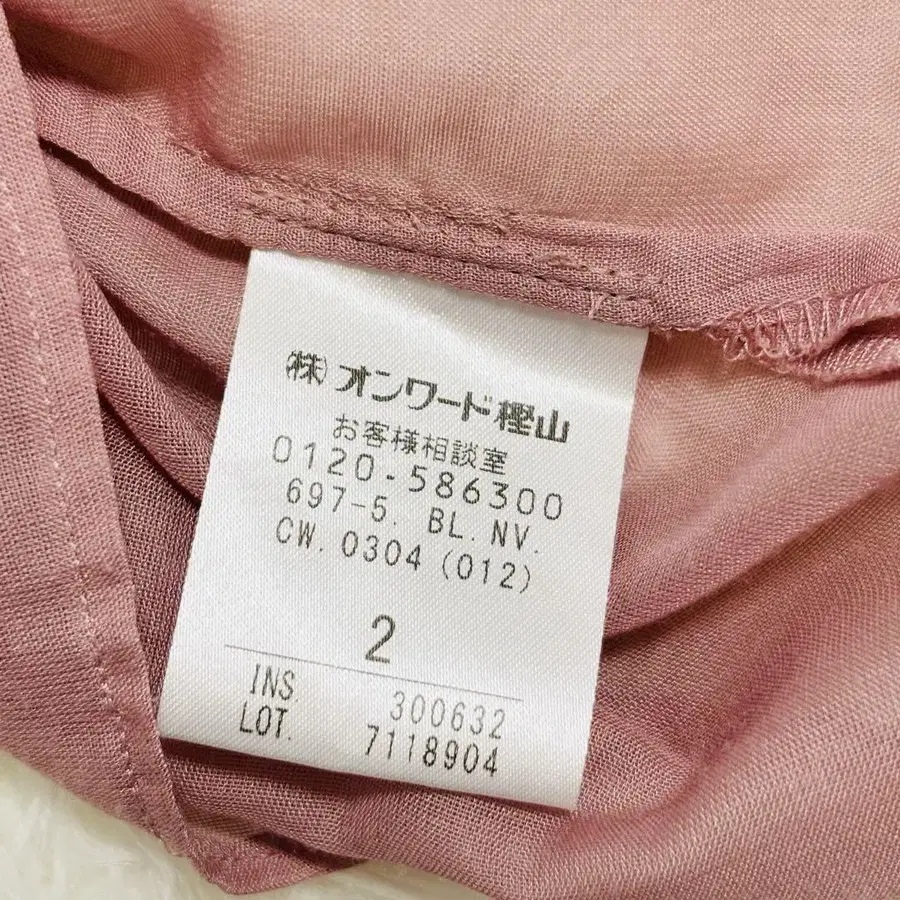 ㈱オンワード樫山
お客様相談室
0120-586300
697-5. BL.NV.
CW.0304(012)
2
INS. 300632
LOT. 7118904